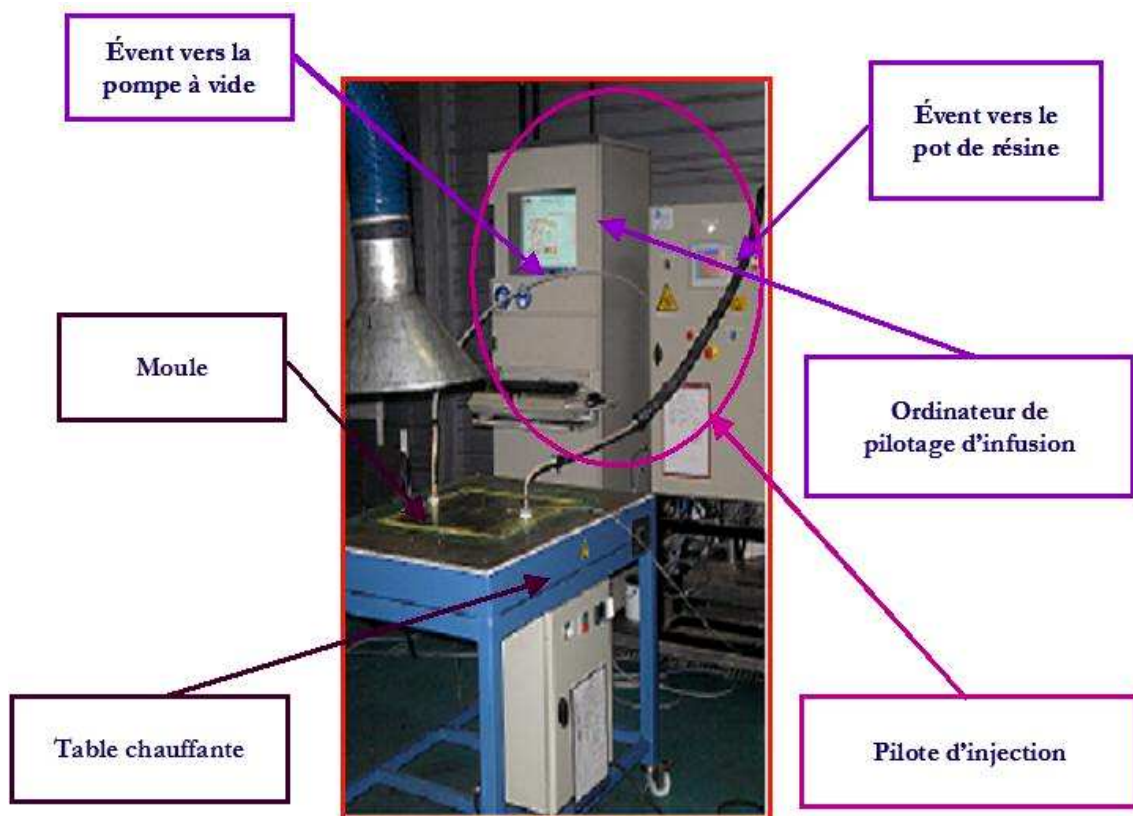 Évent vers la
pompe à vide
Évent vers le
pot de résine
Moule
Ordinateur de
pilotage d'infusion
Table chauffante
Pilote d'injection